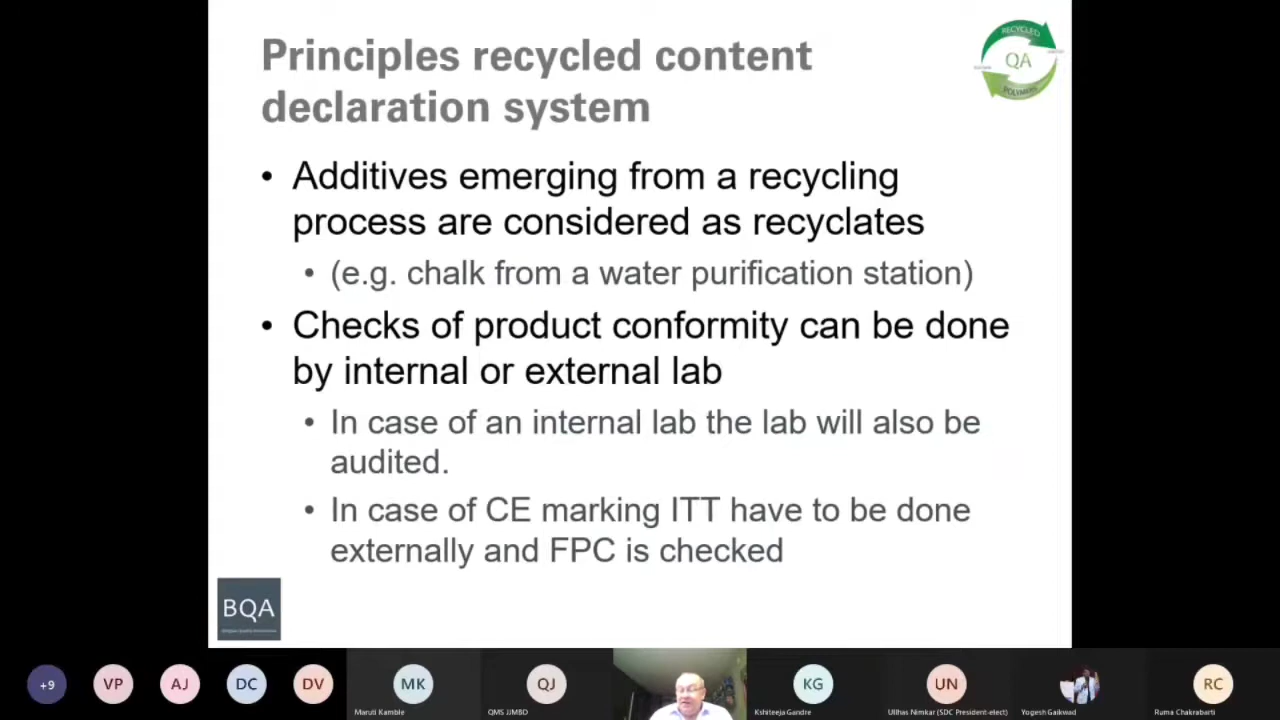 Principles recycled content
declaration system
RECYCLED
QA
POLYMERS
• Additives emerging from a recycling
process are considered as recyclates
• (e.g. chalk from a water purification station)
• Checks of product conformity can be done
by internal or external lab
• In case of an internal lab the lab will also be
audited.
• In case of CE marking ITT have to be done
externally and FPC is checked
BQA
+9
VP
AJ
DC
DV
MK
Maruti Kamble
QJ
QMS JJMBD
KG
Kshiteeja Gandre
UN
Ullhas Nimkar (SDC President-elect)
Yogesh Gaikwad
RC
Ruma Chakrabarti